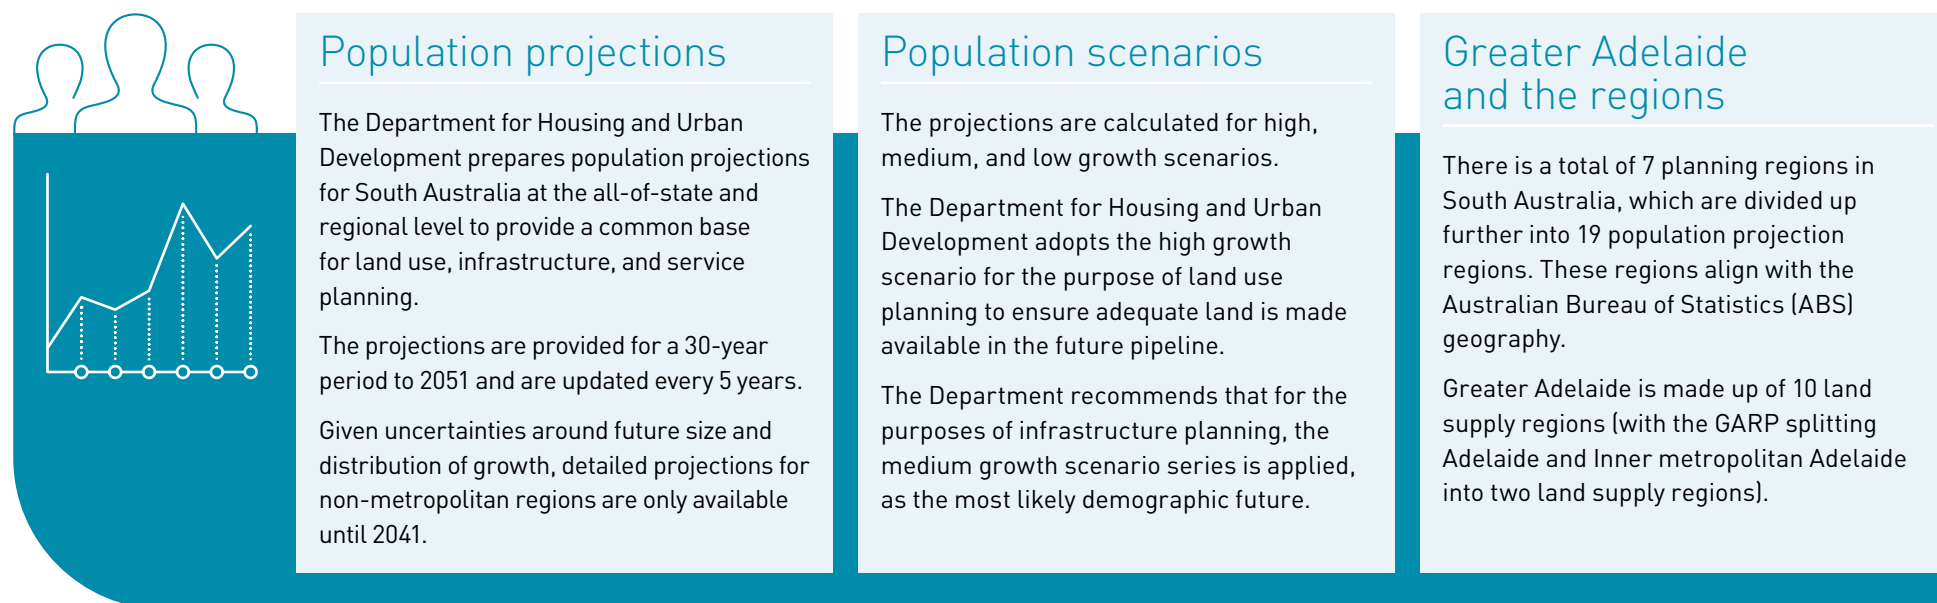 Population projections
The Department for Housing and Urban
Development prepares population projections
for South Australia at the all-of-state and
regional level to provide a common base
for land use, infrastructure, and service
planning.
The projections are provided for a 30-year
period to 2051 and are updated every 5 years.
Given uncertainties around future size and
distribution of growth, detailed projections for
non-metropolitan regions are only available
until 2041.
Population scenarios
The projections are calculated for high,
medium, and low growth scenarios.
The Department for Housing and Urban
Development adopts the high growth
scenario for the purpose of land use
planning to ensure adequate land is made
available in the future pipeline.
The Department recommends that for the
purposes of infrastructure planning, the
medium growth scenario series is applied,
as the most likely demographic future.
Greater Adelaide
and the regions
There is a total of 7 planning regions in
South Australia, which are divided up
further into 19 population projection
regions. These regions align with the
Australian Bureau of Statistics (ABS)
geography.
Greater Adelaide is made up of 10 land
supply regions (with the GARP splitting
Adelaide and Inner metropolitan Adelaide
into two land supply regions).